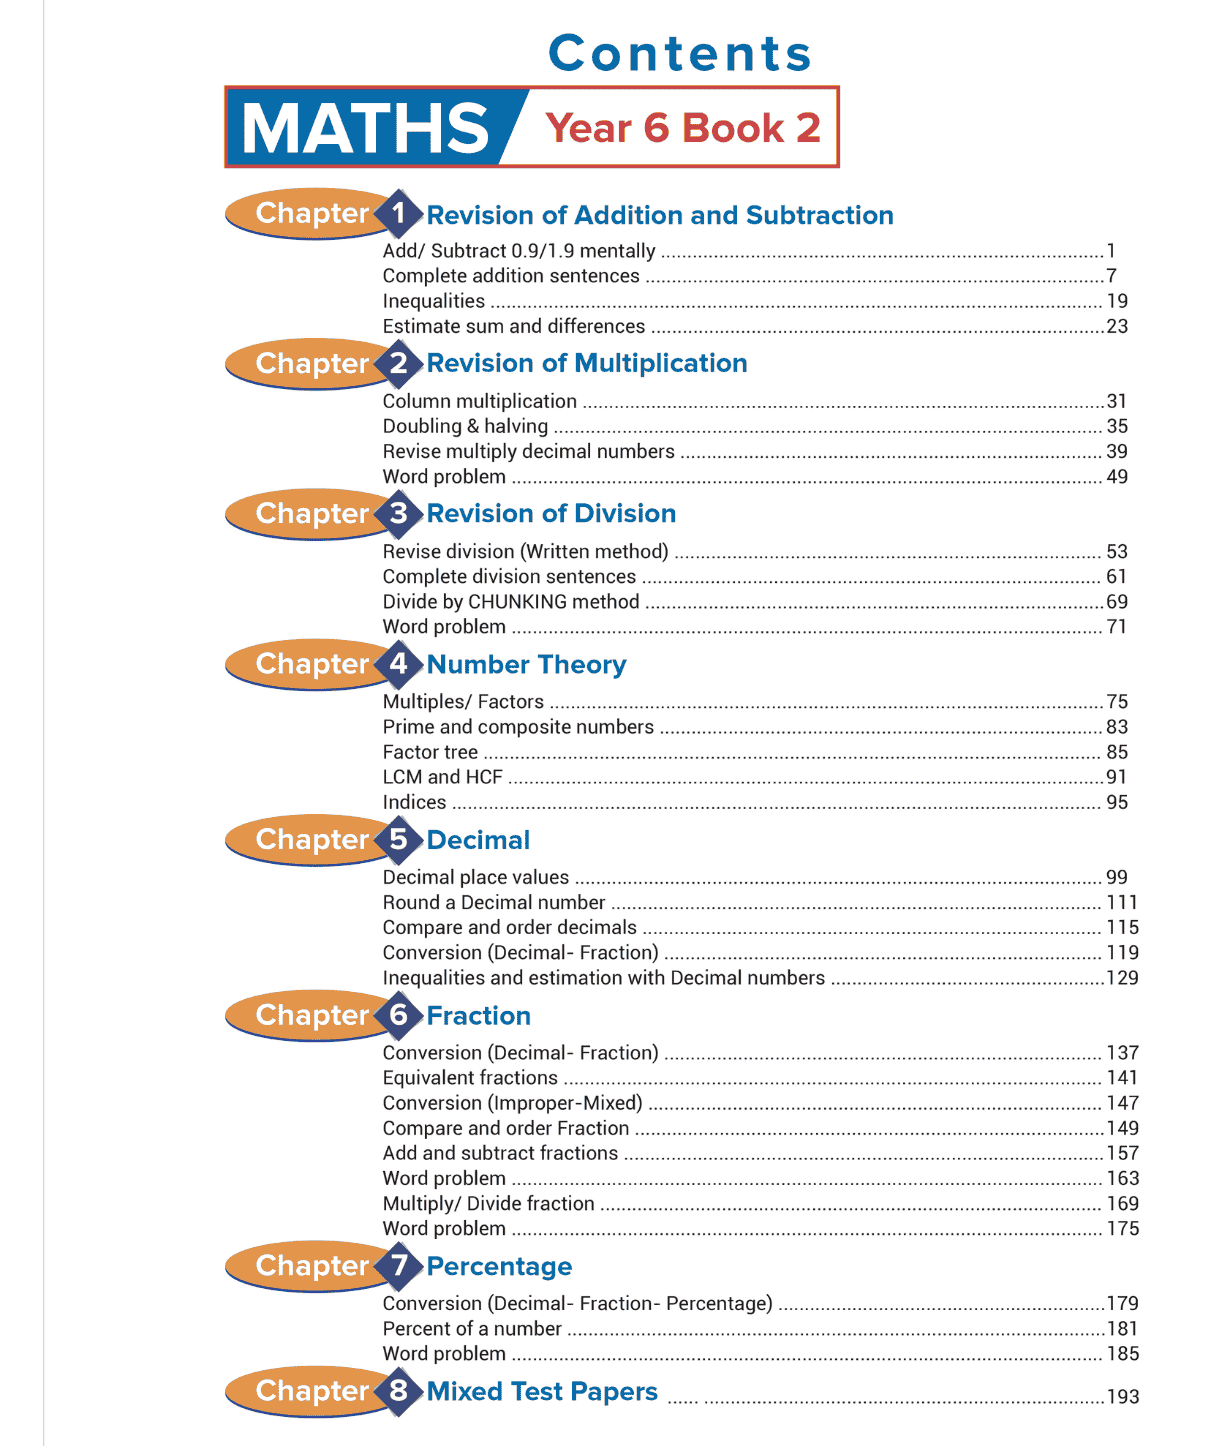 Contents
MATHS Year 6 Book 2
Chapter 1 Revision of Addition and Subtraction
Add/ Subtract 0.9/1.9 mentally ........ 1
Complete addition sentences ........ 7
Inequalities ........ 19
Estimate sum and differences ........ 23
Chapter 2 Revision of Multiplication
Column multiplication ........ 31
Doubling & halving ........ 35
Revise multiply decimal numbers ........ 39
Word problem ........ 49
Chapter 3 Revision of Division
Revise division (Written method) ........ 53
Complete division sentences ........ 61
Divide by CHUNKING method ........ 69
Word problem ........ 71
Chapter 4 Number Theory
Multiples/ Factors ........ 75
Prime and composite numbers ........ 83
Factor tree ........ 85
LCM and HCF ........ 91
Indices ........ 95
Chapter 5 Decimal
Decimal place values ........ 99
Round a Decimal number ........ 111
Compare and order decimals ........ 115
Conversion (Decimal- Fraction) ........ 119
Inequalities and estimation with Decimal numbers ........ 129
Chapter 6 Fraction
Conversion (Decimal- Fraction) ........ 137
Equivalent fractions ........ 141
Conversion (Improper-Mixed) ........ 147
Compare and order Fraction ........ 149
Add and subtract fractions ........ 157
Word problem ........ 163
Multiply/ Divide fraction ........ 169
Word problem ........ 175
Chapter 7 Percentage
Conversion (Decimal- Fraction- Percentage) ........ 179
Percent of a number ........ 181
Word problem ........ 185
Chapter 8 Mixed Test Papers ........ 193